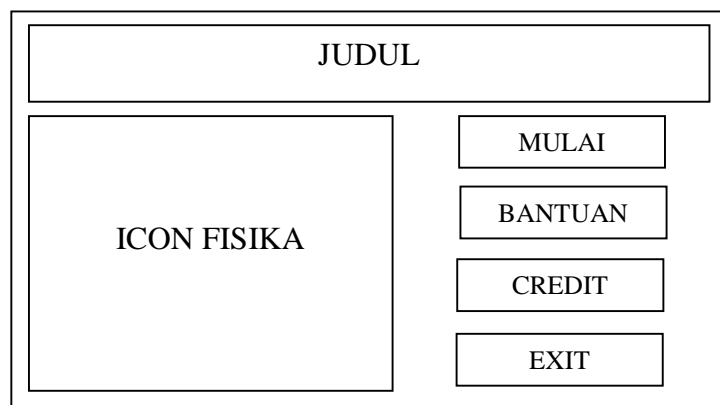 JUDUL
MULAI
BANTUAN
ICON FISIKA
CREDIT
EXIT